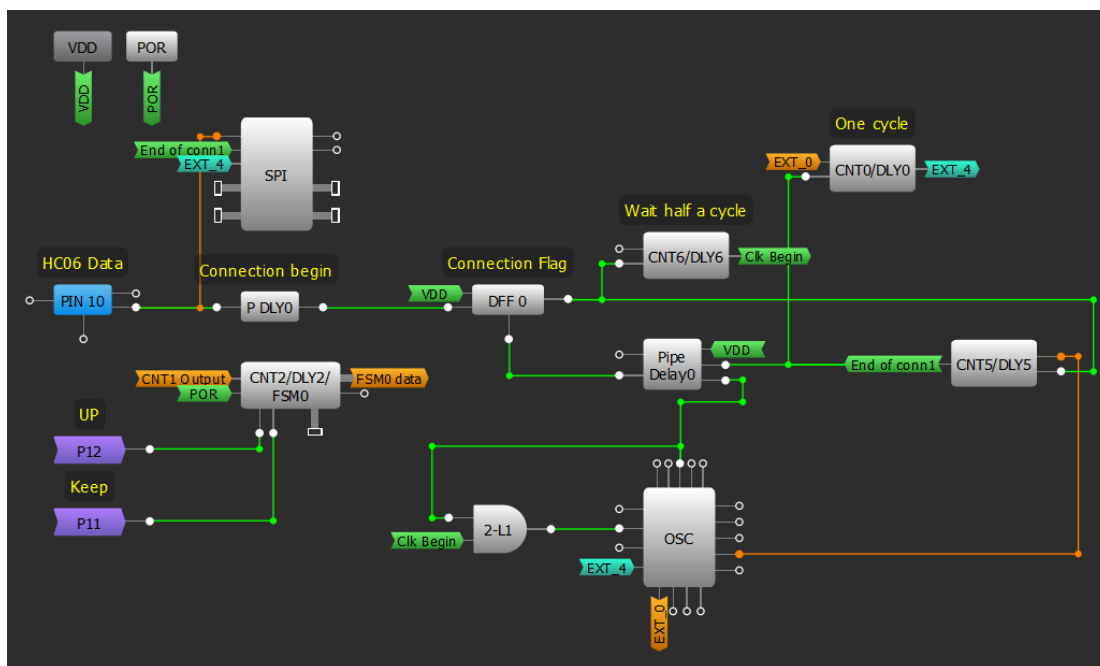 VDD
POR
VDD
POR
One cycle
End of conn1
EXT_4
SPI
EXT_0
CNT0/DLY0
EXT_4
Wait half a cycle
HC06 Data
Connection begin
Connection Flag
CNT6/DLY6
Clk Begin
PIN 10
P DLY0
VDD
DFF 0
Pipe
Delay0
VDD
End of conn1
CNT5/DLY5
CNT1 Output
POR
CNT2/DLY2/
FSM0
FSM0 data
UP
P12
Keep
P11
2-L1
Clk Begin
OSC
EXT_4
EXT_0